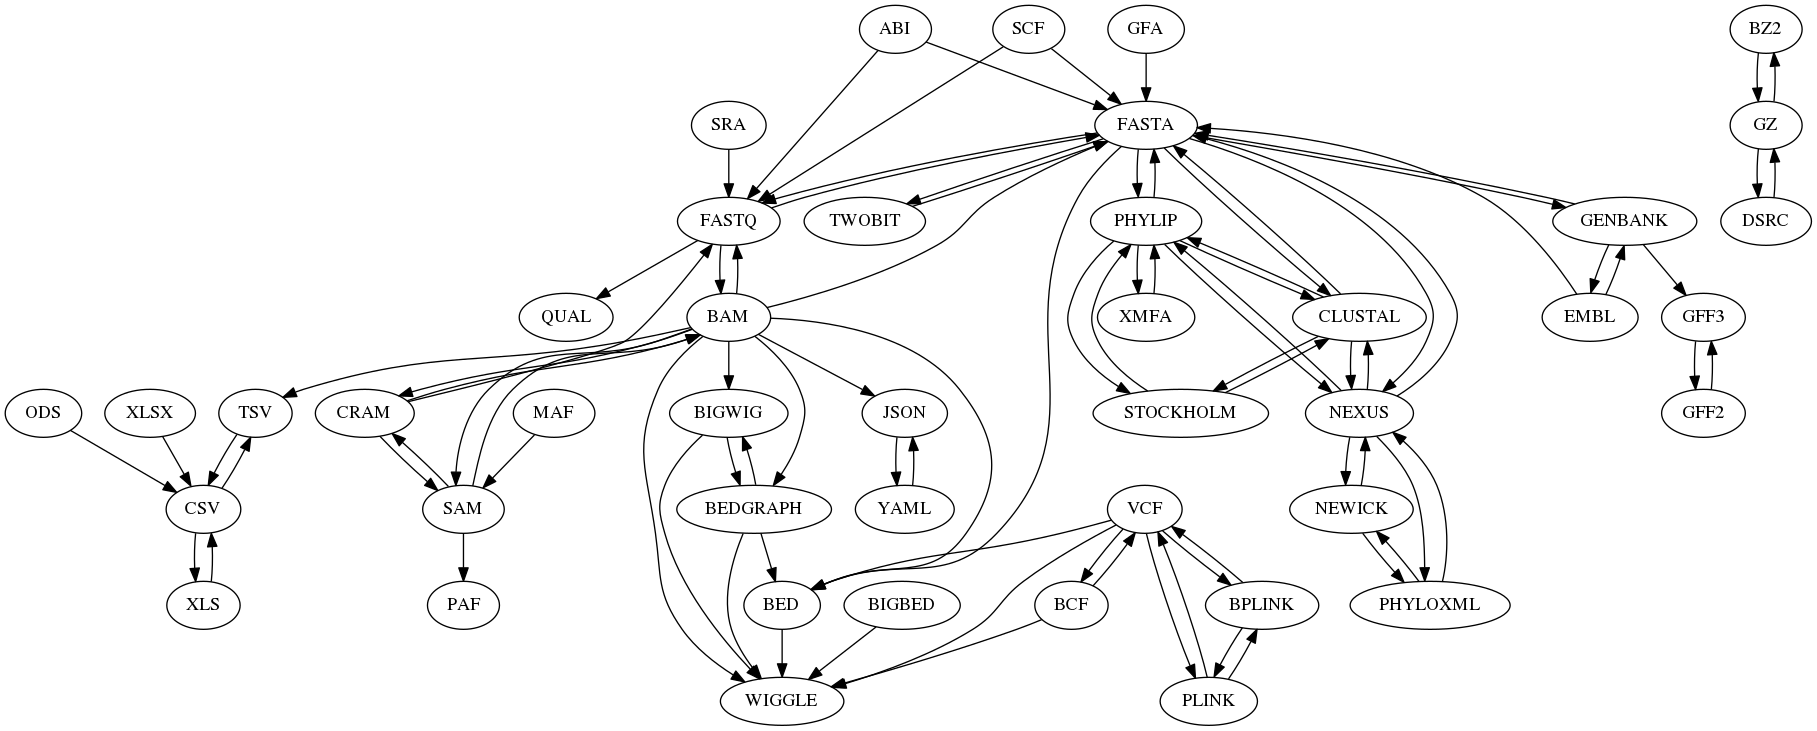 ABI
SCF
GFA
BZ2
SRA
FASTA
GZ
FASTQ
TWOBIT
PHYLIP
GENBANK
DSRC
QUAL
BAM
XMFA
CLUSTAL
EMBL
GFF3
ODS
XLSX
TSV
CRAM
MAF
BIGWIG
JSON
STOCKHOLM
NEXUS
GFF2
CSV
SAM
BEDGRAPH
YAML
VCF
NEWICK
XLS
PAF
BED
BIGBED
BCF
BPLINK
PHYLOXML
WIGGLE
PLINK